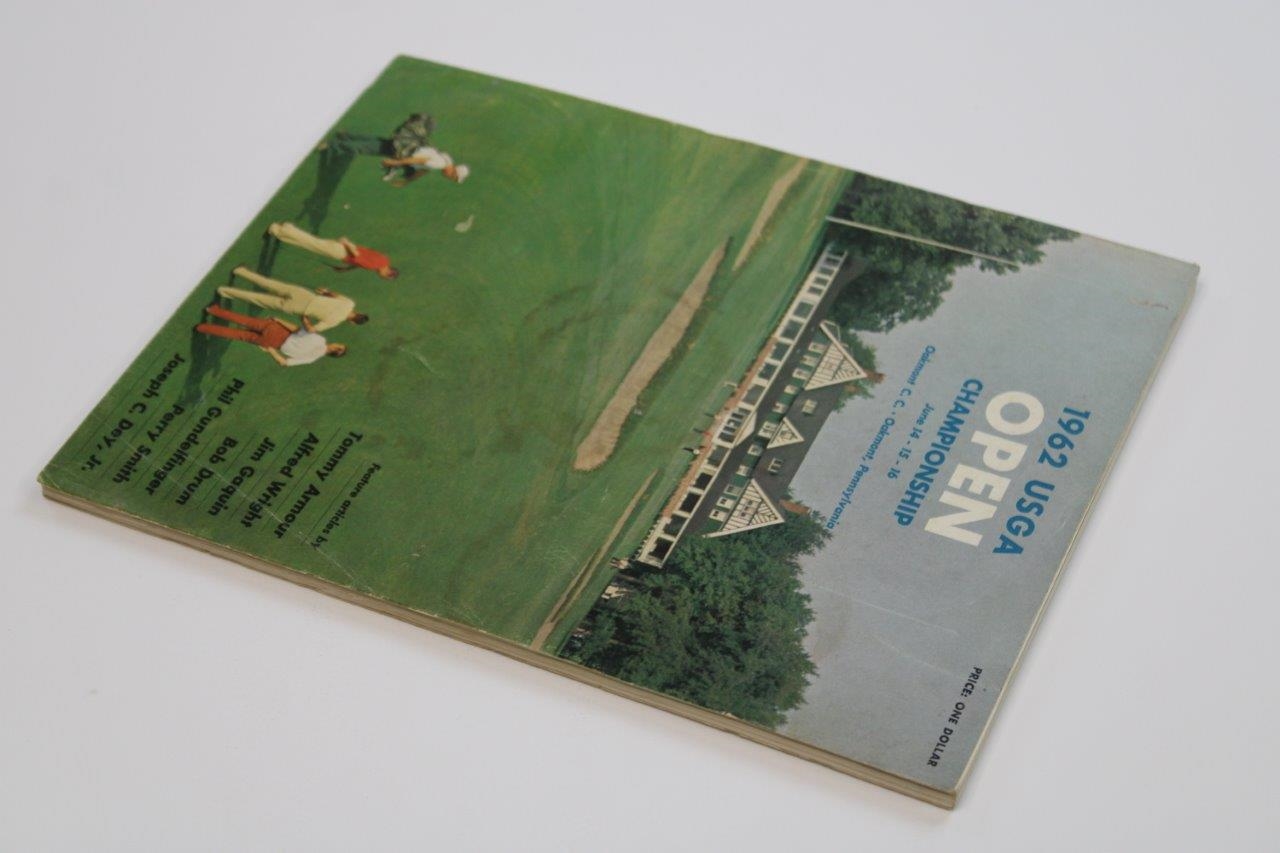 PRICE: ONE DOLLAR
1962 USGA
OPEN
CHAMPIONSHIP
June 14 - 15 - 16
Oakmont C. C. • Oakmont, Pennsylvania
Feature articles by
Tommy Armour
Alfred Wright
Jim Gaquin
Bob Drum
Phil Gundelfinger
Perry Smith
Joseph C. Dey, Jr.